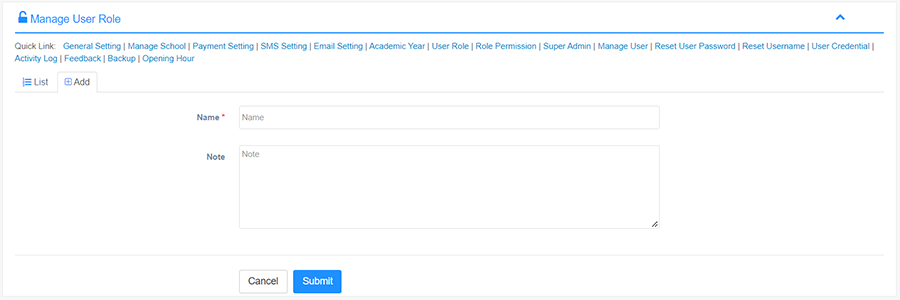 Manage User Role
Quick Link: General Setting | Manage School | Payment Setting | SMS Setting | Email Setting | Academic Year | User Role | Role Permission | Super Admin | Manage User | Reset User Password | Reset Username | User Credential |
Activity Log | Feedback | Backup | Opening Hour
List Add
Name * Name
Note Note
Cancel Submit